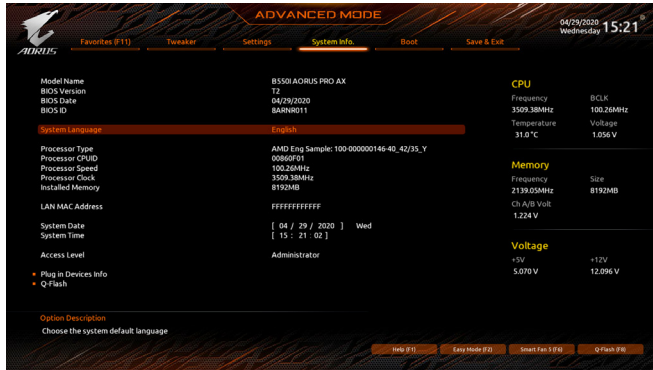 ADVANCED MODE
04/29/2020 15:21
Wednesday
AORUS
Favorites (F11) Tweaker Settings System Info. Boot Save & Exit
Model Name B550I AORUS PRO AX
BIOS Version T2
BIOS Date 04/29/2020
BIOS ID 8ARNR011
System Language English
Processor Type AMD Eng Sample: 100-000000146-40_42/35_Y
Processor CPUID 00860F01
Processor Speed 100.26MHz
Processor Clock 3509.38MHz
Installed Memory 8192MB
LAN MAC Address FFFFFFFFFFFF
System Date [ 04 / 29 / 2020 ] Wed
System Time [ 15 : 21 : 02 ]
Access Level Administrator
Plug in Devices Info
Q-Flash
Option Description
Choose the system default language
CPU
Frequency BCLK
3509.38MHz 100.26MHz
Temperature Voltage
31.0 °C 1.056 V
Memory
Frequency Size
2139.05MHz 8192MB
Ch A/B Volt
1.224 V
Voltage
+5V +12V
5.070 V 12.096 V
Help (F1) Easy Mode (F2) Smart Fan 5 (F6) Q-Flash (F8)